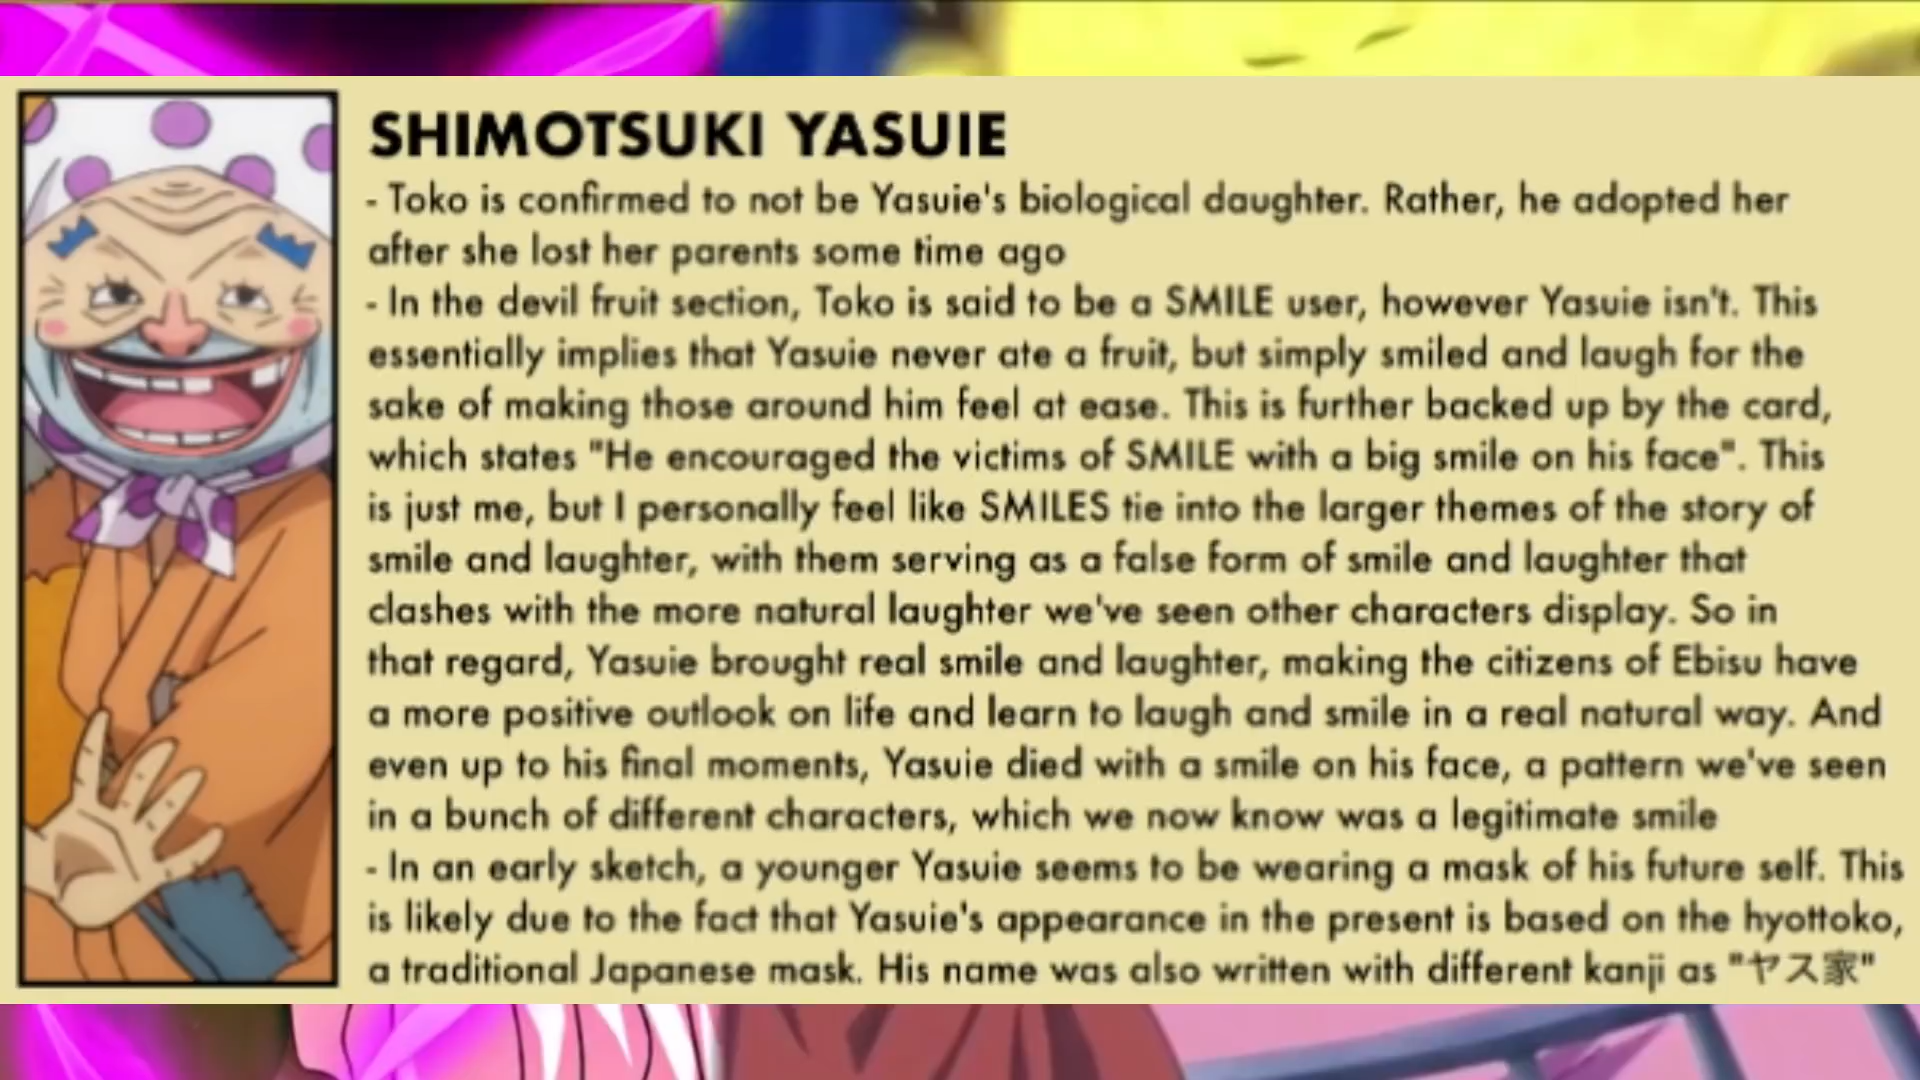 SHIMOTSUKI YASUIE
- Toko is confirmed to not be Yasuie's biological daughter. Rather, he adopted her
after she lost her parents some time ago
- In the devil fruit section, Toko is said to be a SMILE user, however Yasuie isn't. This
essentially implies that Yasuie never ate a fruit, but simply smiled and laugh for the
sake of making those around him feel at ease. This is further backed up by the card,
which states "He encouraged the victims of SMILE with a big smile on his face". This
is just me, but I personally feel like SMILES tie into the larger themes of the story of
smile and laughter, with them serving as a false form of smile and laughter that
clashes with the more natural laughter we've seen other characters display. So in
that regard, Yasuie brought real smile and laughter, making the citizens of Ebisu have
a more positive outlook on life and learn to laugh and smile in a real natural way. And
even up to his final moments, Yasuie died with a smile on his face, a pattern we've seen
in a bunch of different characters, which we now know was a legitimate smile
- In an early sketch, a younger Yasuie seems to be wearing a mask of his future self. This
is likely due to the fact that Yasuie's appearance in the present is based on the hyottoko,
a traditional Japanese mask. His name was also written with different kanji as "ヤス家"